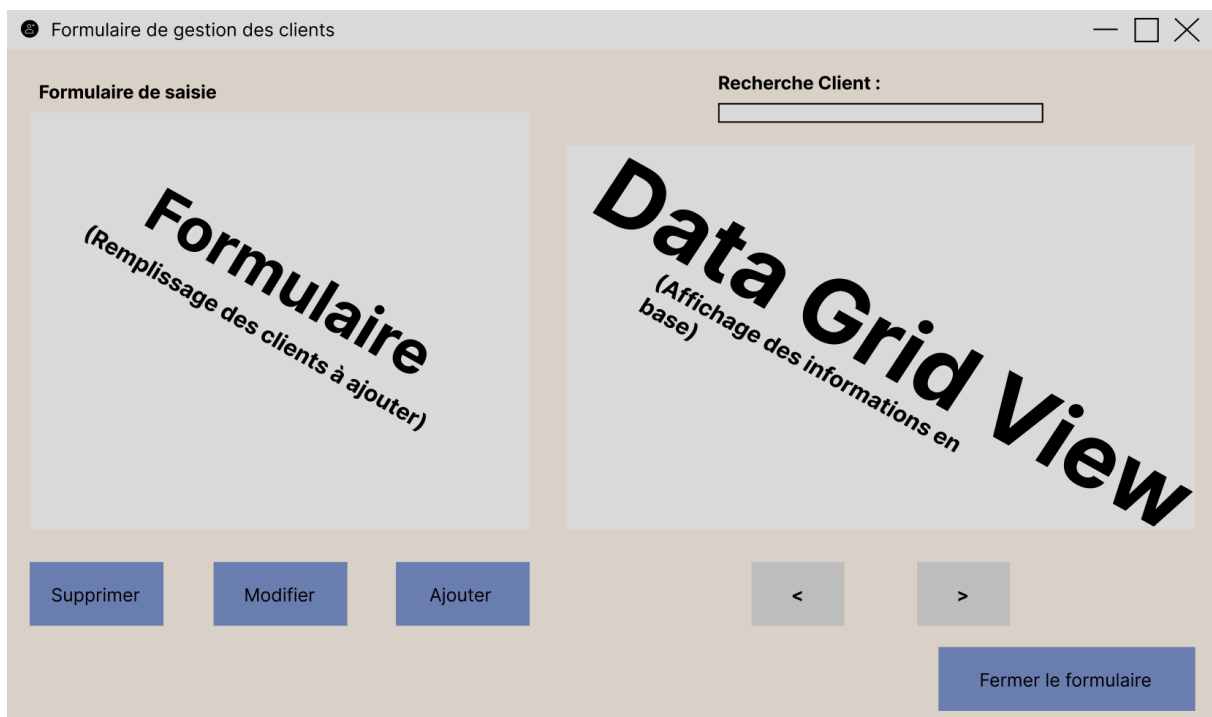 Formulaire de gestion des clients
Formulaire de saisie
Recherche Client :
Formulaire
(Remplissage des clients à ajouter)
Data Grid View
(Affichage des informations en
base)
Supprimer
Modifier
Ajouter
<
>
Fermer le formulaire